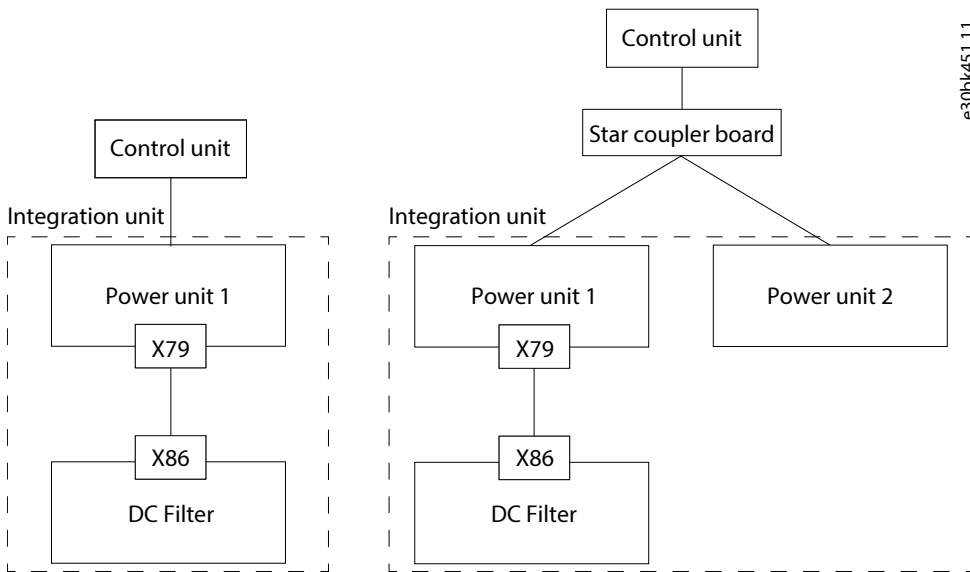 Control unit
Integration unit
Power unit 1
X79
X86
DC Filter
Control unit
Star coupler board
Integration unit
Power unit 1
Power unit 2
X79
X86
DC Filter
e30bk451.11